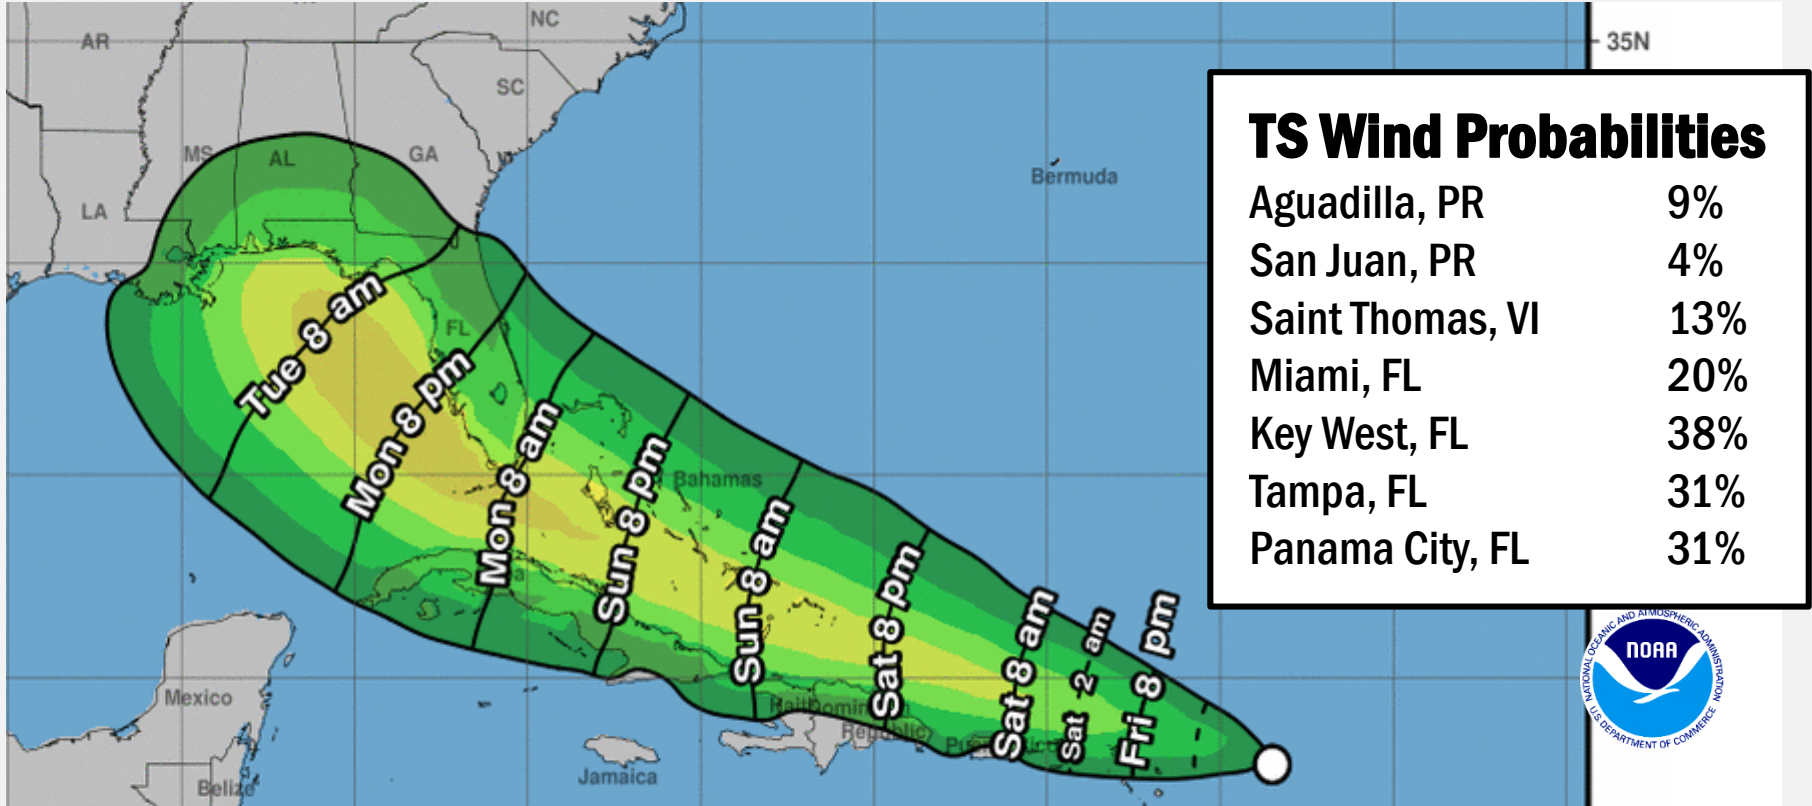 NC
AR
35N
SC
TS Wind Probabilities
MS
AL
GA
Bermuda
Aguadilla, PR 9%
LA
San Juan, PR 4%
Saint Thomas, VI 13%
Tue 8 am
FL
Miami, FL 20%
Mon 8 pm
Key West, FL 38%
Mon 8 am
Sun 8 pm
Bahamas
Tampa, FL 31%
Sun 8 am
Panama City, FL 31%
Sat 8 pm
Sat 8 am
Sat 2 am
Fri 8 pm
NATIONAL OCEANIC AND ATMOSPHERIC ADMINISTRATION
NOAA
U.S. DEPARTMENT OF COMMERCE
Mexico
Haiti
Republic
Jamaica
Belize